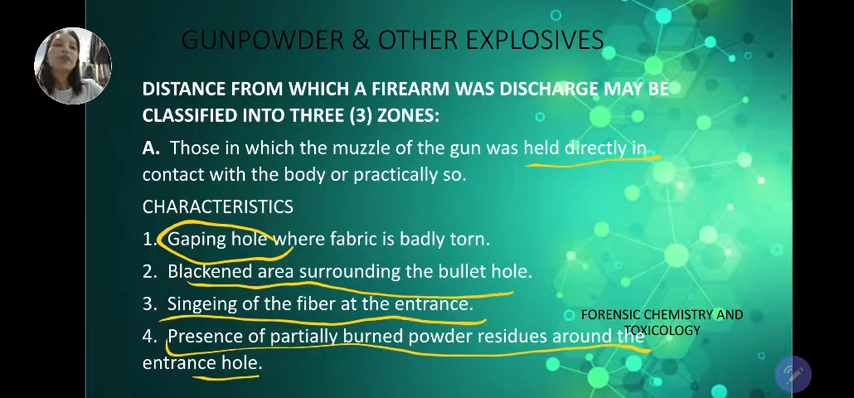 GUNPOWDER & OTHER EXPLOSIVES
DISTANCE FROM WHICH A FIREARM WAS DISCHARGE MAY BE
CLASSIFIED INTO THREE (3) ZONES:
A. Those in which the muzzle of the gun was held directly in
contact with the body or practically so.
CHARACTERISTICS
1. Gaping hole where fabric is badly torn.
2. Blackened area surrounding the bullet hole.
3. Singeing of the fiber at the entrance.
4. Presence of partially burned powder residues around the
entrance hole.
FORENSIC CHEMISTRY AND
TOXICOLOGY